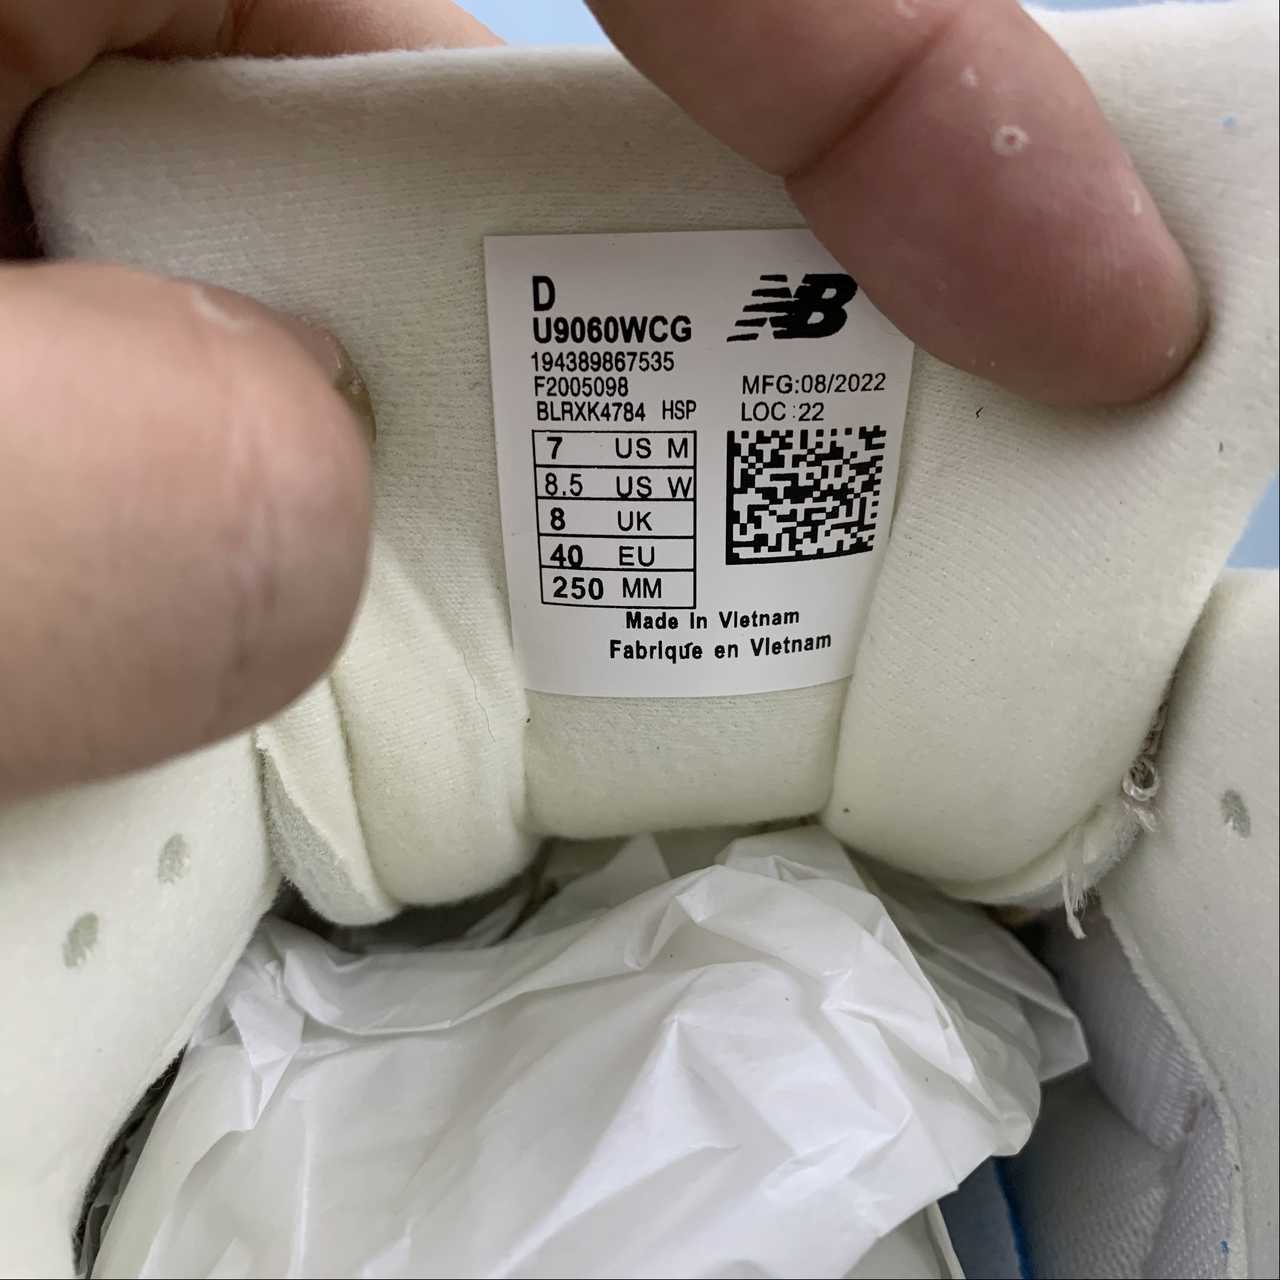 D
NB
U9060WCG
194389867535
F2005098
BLRXK4784 HSP
MFG:08/2022
LOC:22
7 US M
8.5 US W
8 UK
40 EU
250 MM
Made in Vietnam
Fabrique en Vietnam